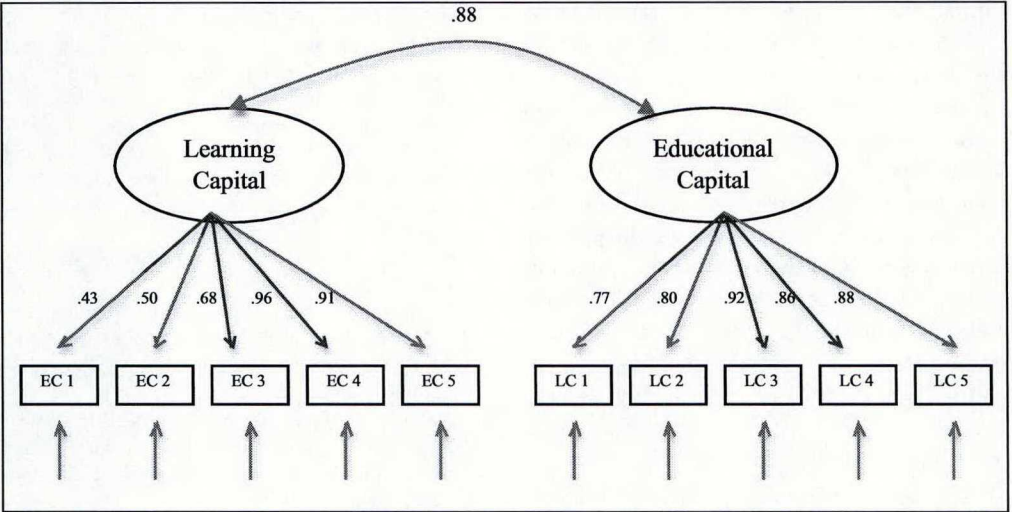 .88
Learning
Capital
Educational
Capital
.43 .50 .68 .96 .91
.77 .80 .92 .86 .88
EC 1 EC 2 EC 3 EC 4 EC 5
LC 1 LC 2 LC 3 LC 4 LC 5